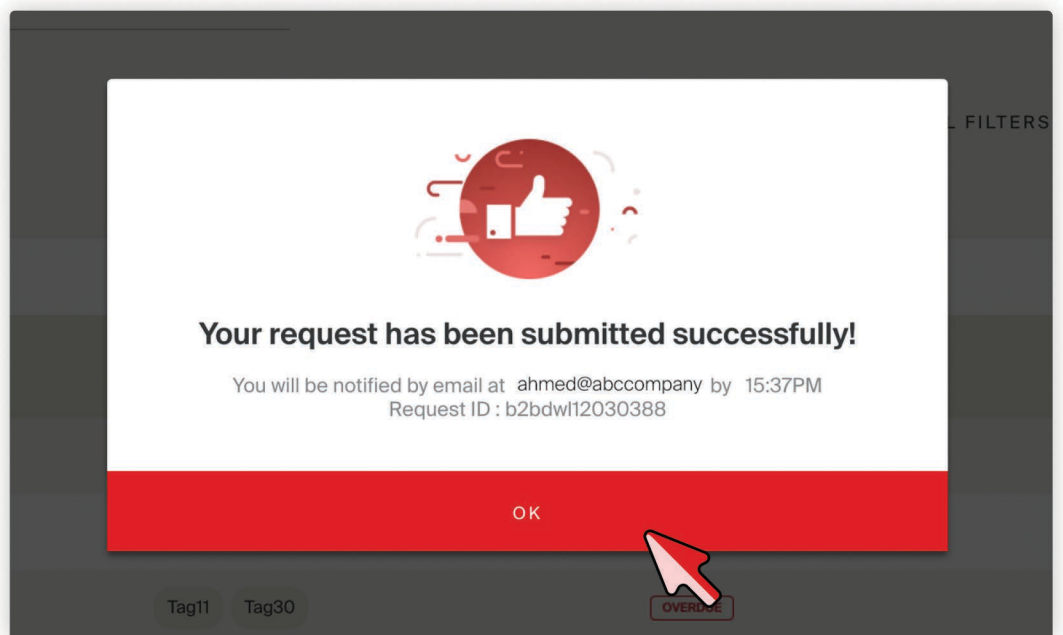 FILTERS
Your request has been submitted successfully!
You will be notified by email at ahmed@abccompany by 15:37PM
Request ID : b2bdwl12030388
OK
Tag11 Tag30 OVERDUE